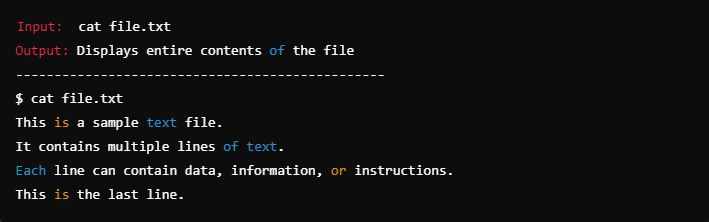 Input:  cat file.txt
Output: Displays entire contents of the file
------------------------------------------------
$ cat file.txt
This is a sample text file.
It contains multiple lines of text.
Each line can contain data, information, or instructions.
This is the last line.